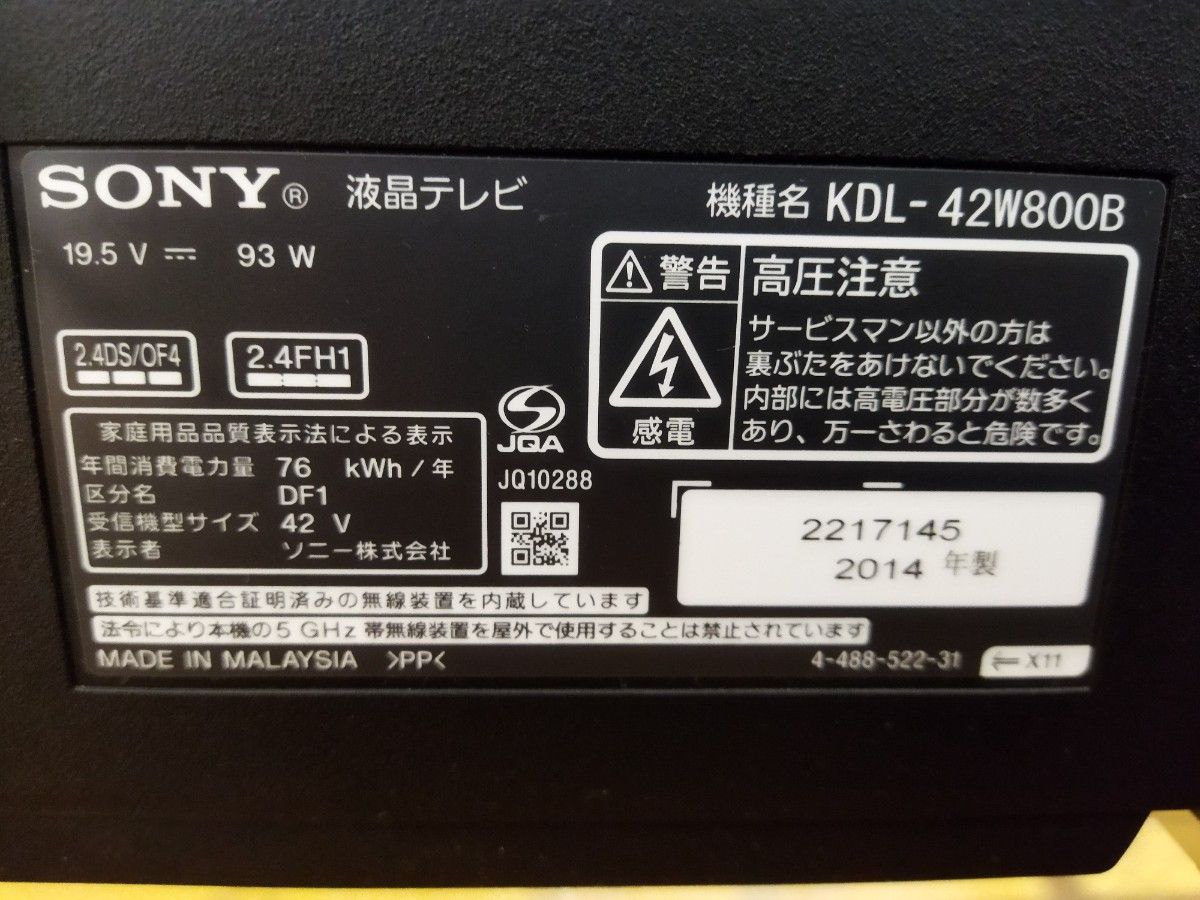 SONY® 液晶テレビ
機種名 KDL-42W800B
19.5 V ⎓ 93 W
2.4DS/OF4
2.4FH1
警告
感電
高圧注意
サービスマン以外の方は
裏ぶたをあけないでください。
内部には高電圧部分が数多く
あり、万一さわると危険です。
家庭用品品質表示法による表示
年間消費電力量 76 kWh/年
区分名 DF1
受信機型サイズ 42 V
表示者 ソニー株式会社
JQA
JQ10288
2217145
2014 年製
技術基準適合証明済みの無線装置を内蔵しています
法令により本機の5 GHz 帯無線装置を屋外で使用することは禁止されています
MADE IN MALAYSIA >PP<
4-488-522-31
X11